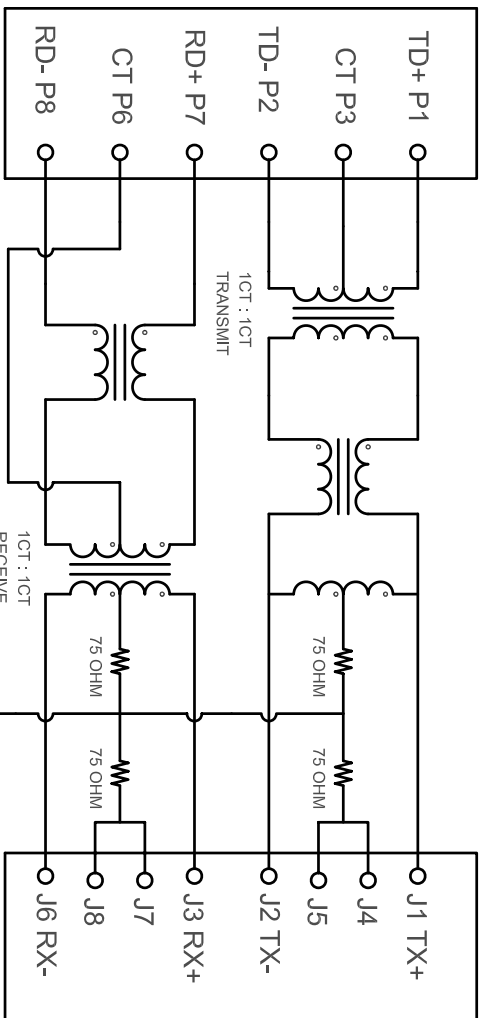 TD+ P1
CT P3
TD- P2
RD+ P7
CT P6
RD- P8
1CT : 1CT
TRANSMIT
1CT : 1CT
75 OHM
75 OHM
75 OHM
75 OHM
J1 TX+
J4
J5
J2 TX-
J3 RX+
J7
J8
J6 RX-